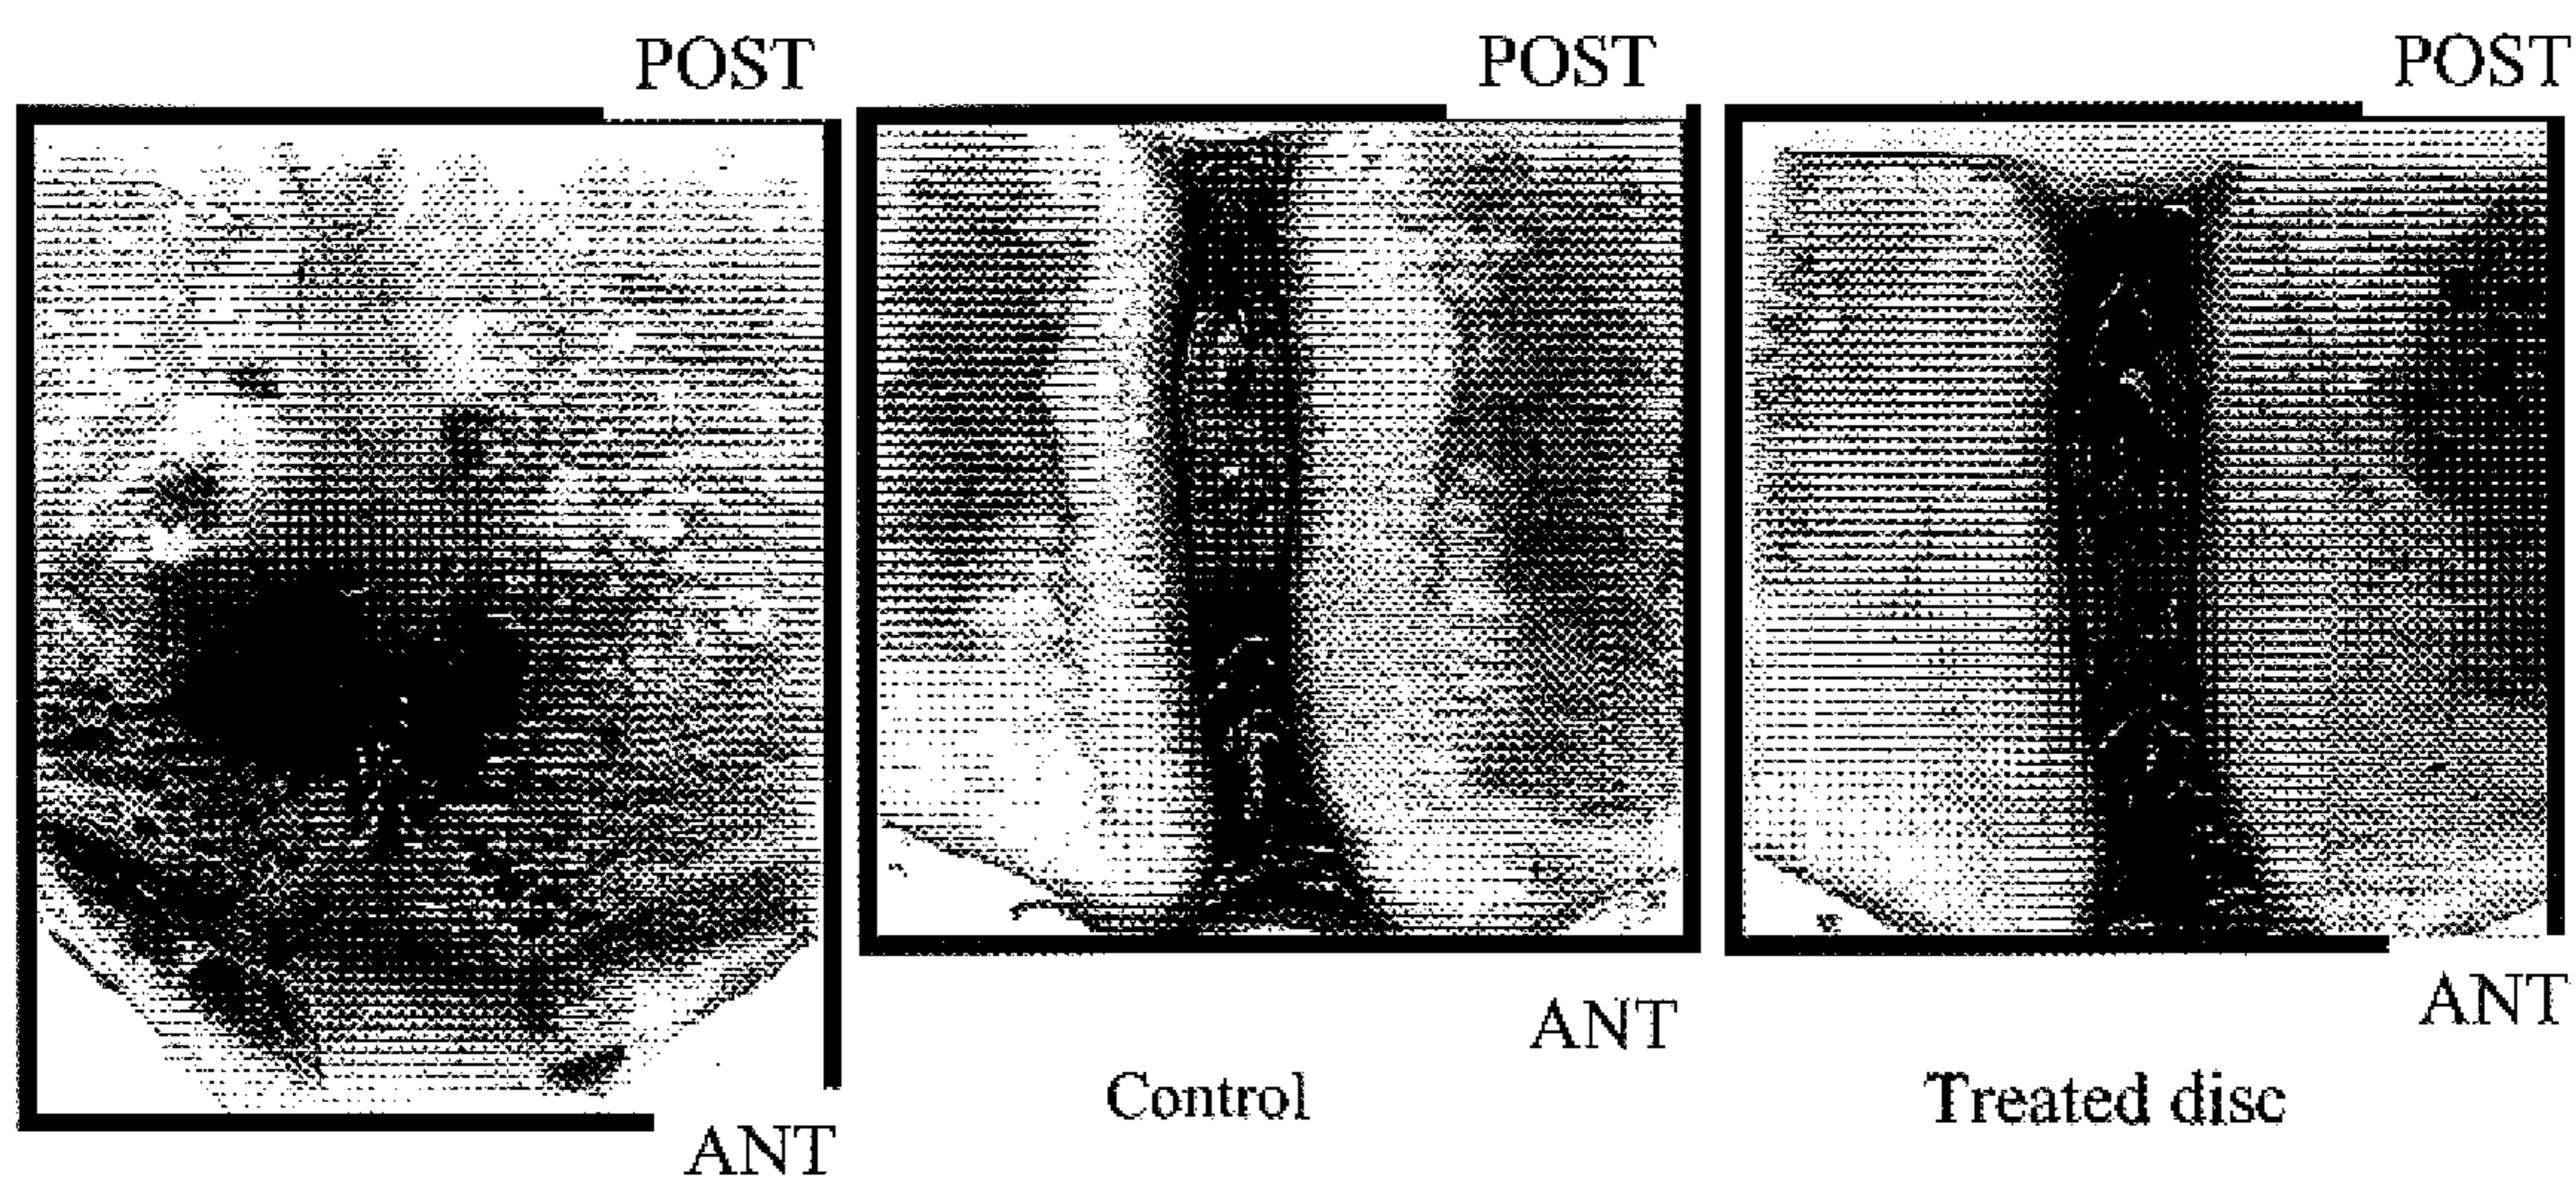 POST
POST
POST
ANT
ANT
ANT
Control
Treated disc